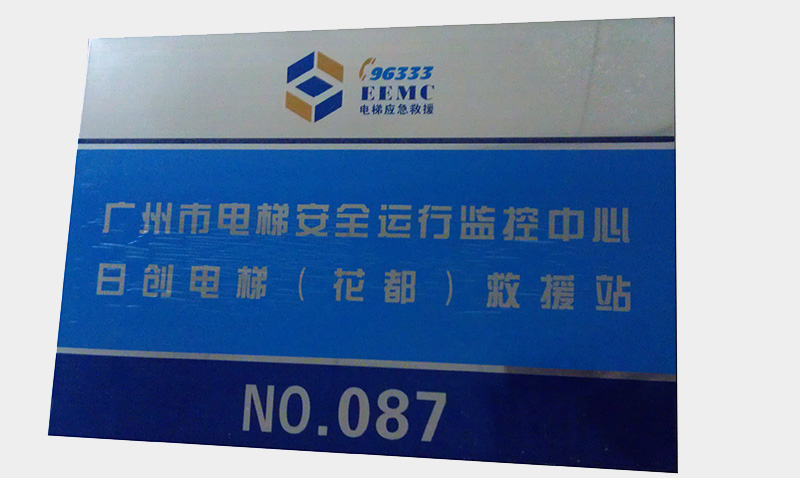 96333
EEMC
电梯应急救援
广州市电梯安全运行监控中心
日创电梯（花都）救援站
NO.087